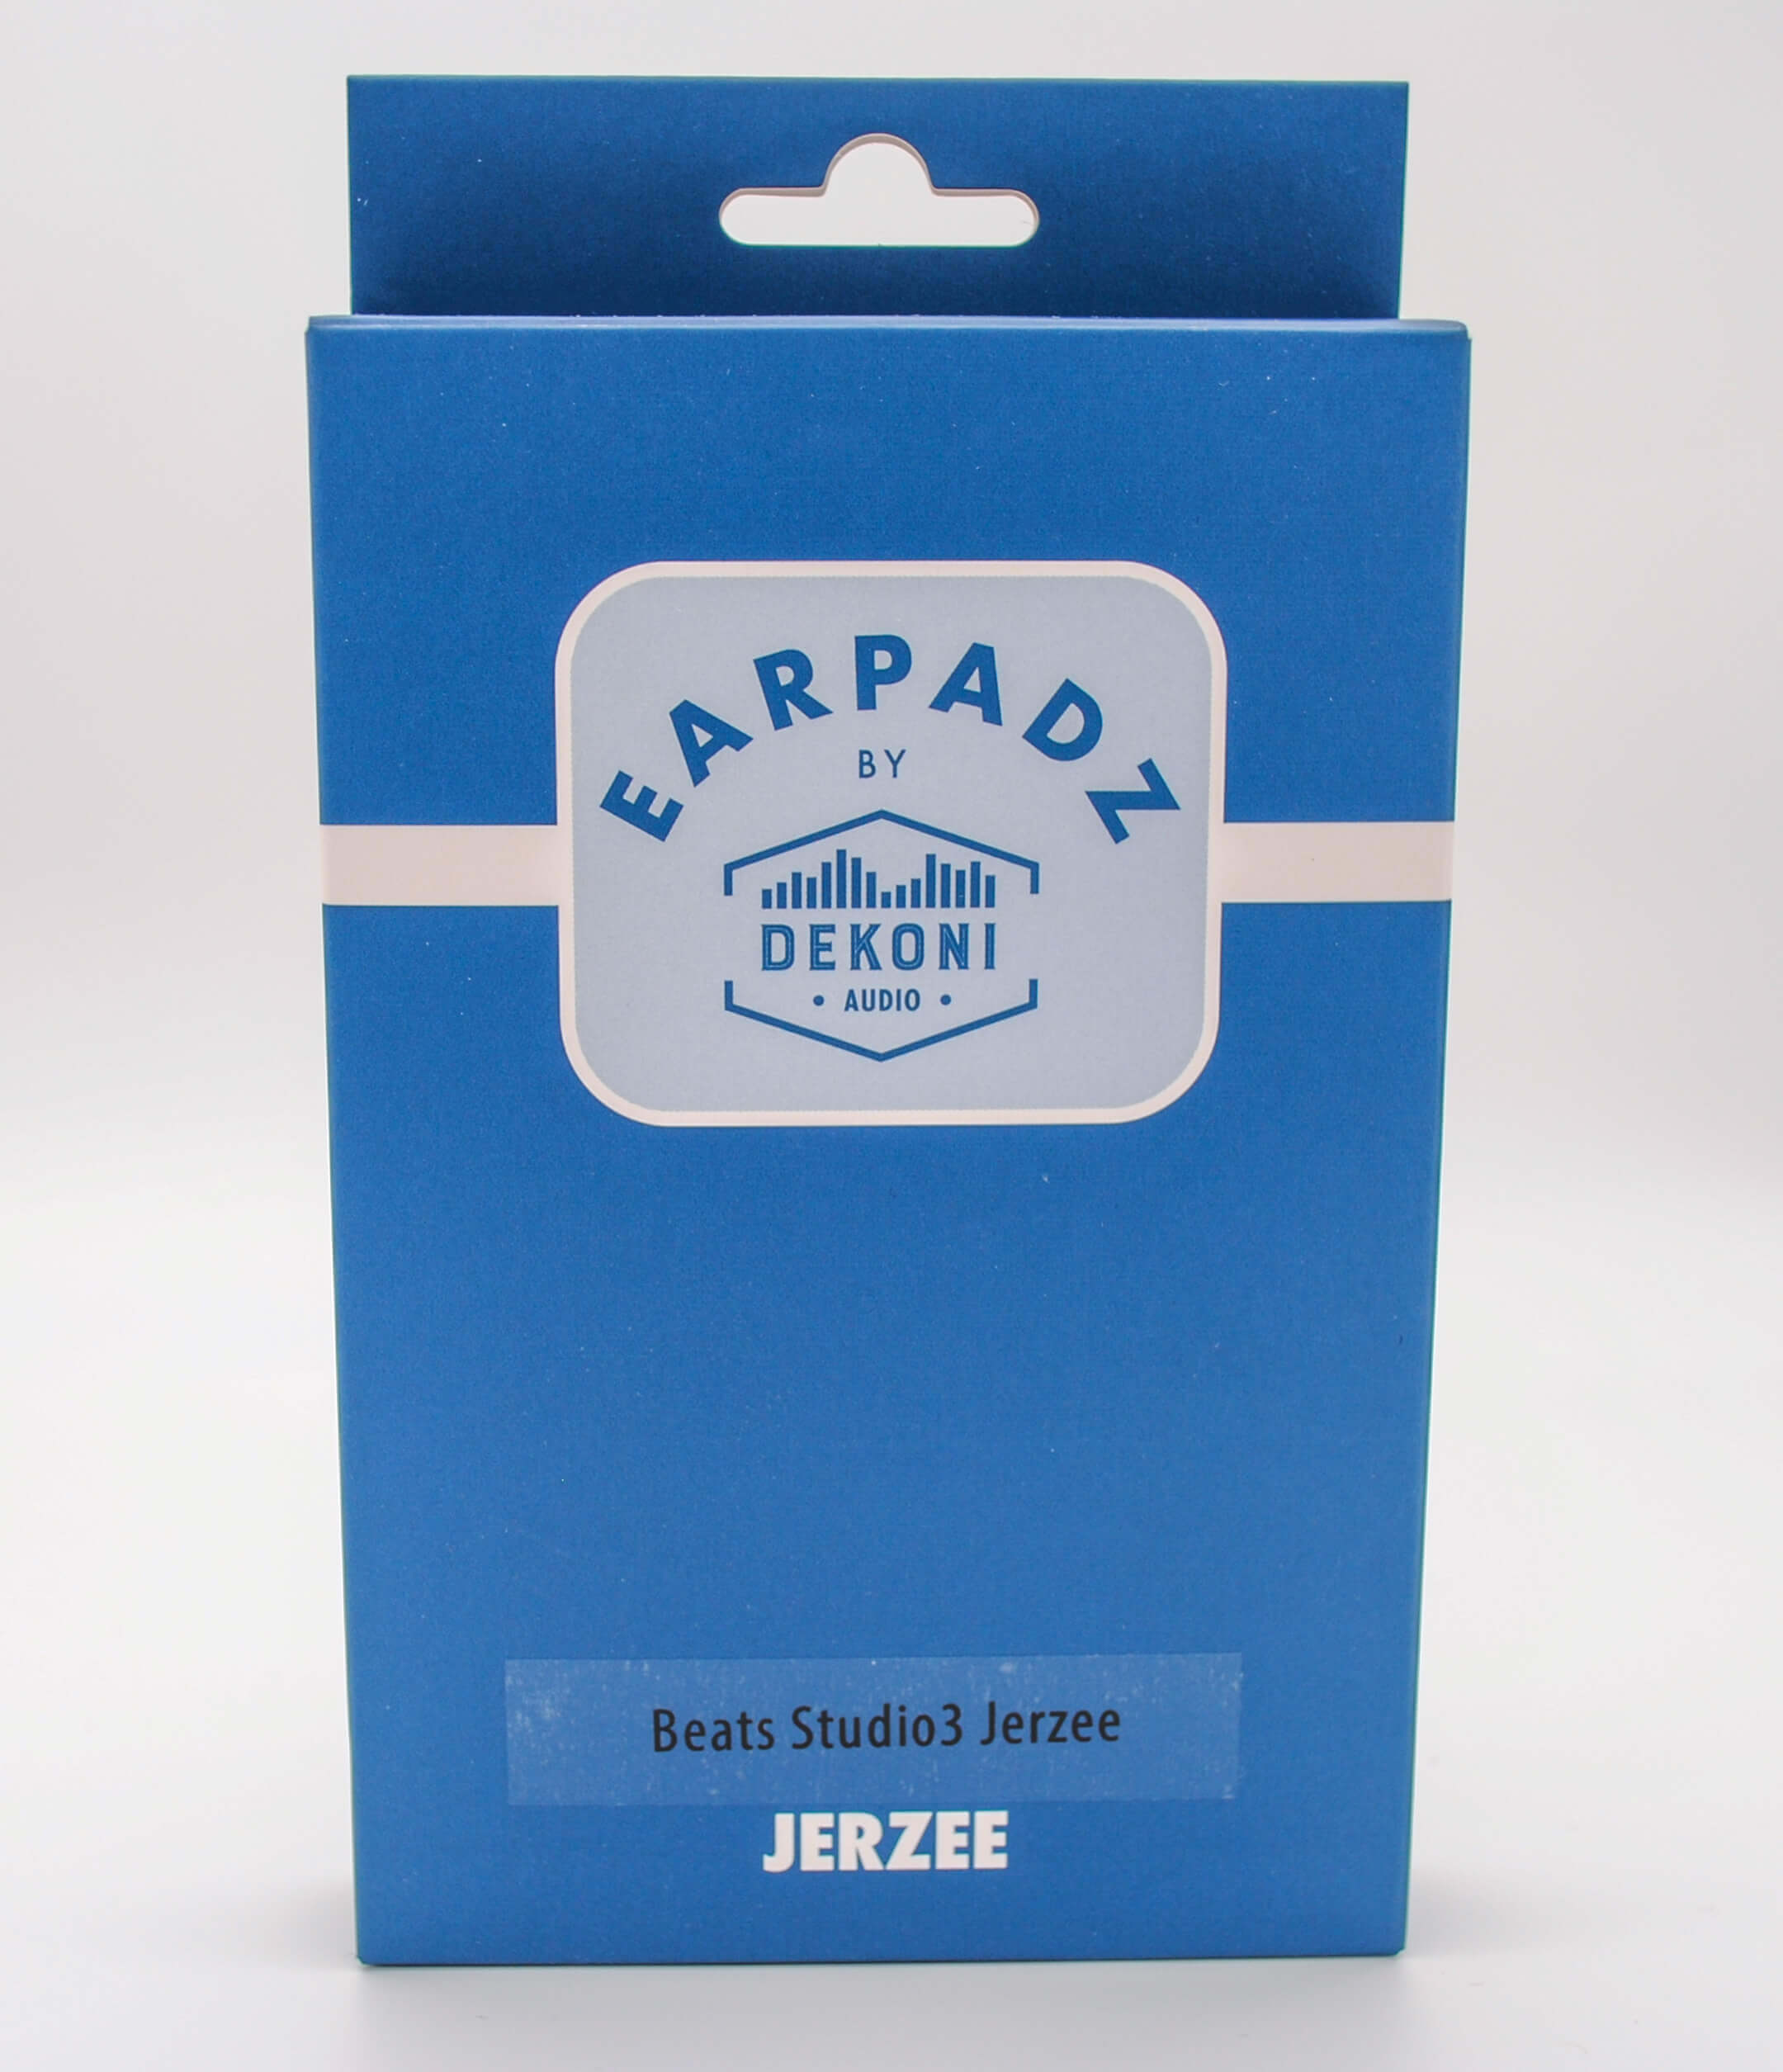 EARPADZ
BY
DEKONI
• AUDIO •
Beats Studio3 Jerzee
JERZEE